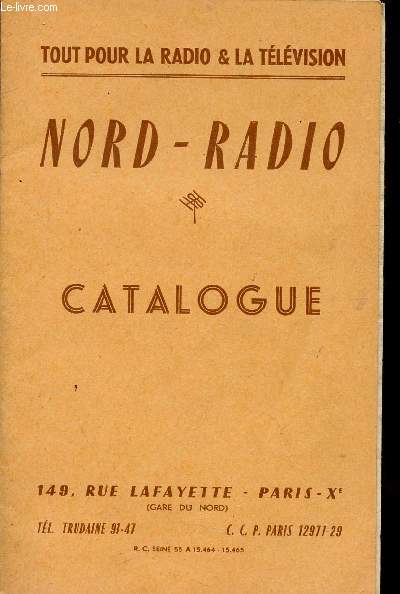 Le-livre.com
TOUT POUR LA RADIO & LA TÉLÉVISION
NORD - RADIO
CATALOGUE
149, RUE LAFAYETTE - PARIS-Xᴱ
(GARE DU NORD)
TÉL. TRUDAINE 91-47 C. C. P. PARIS 12977-29
R. C. SEINE 55 A 15.464 - 15.465